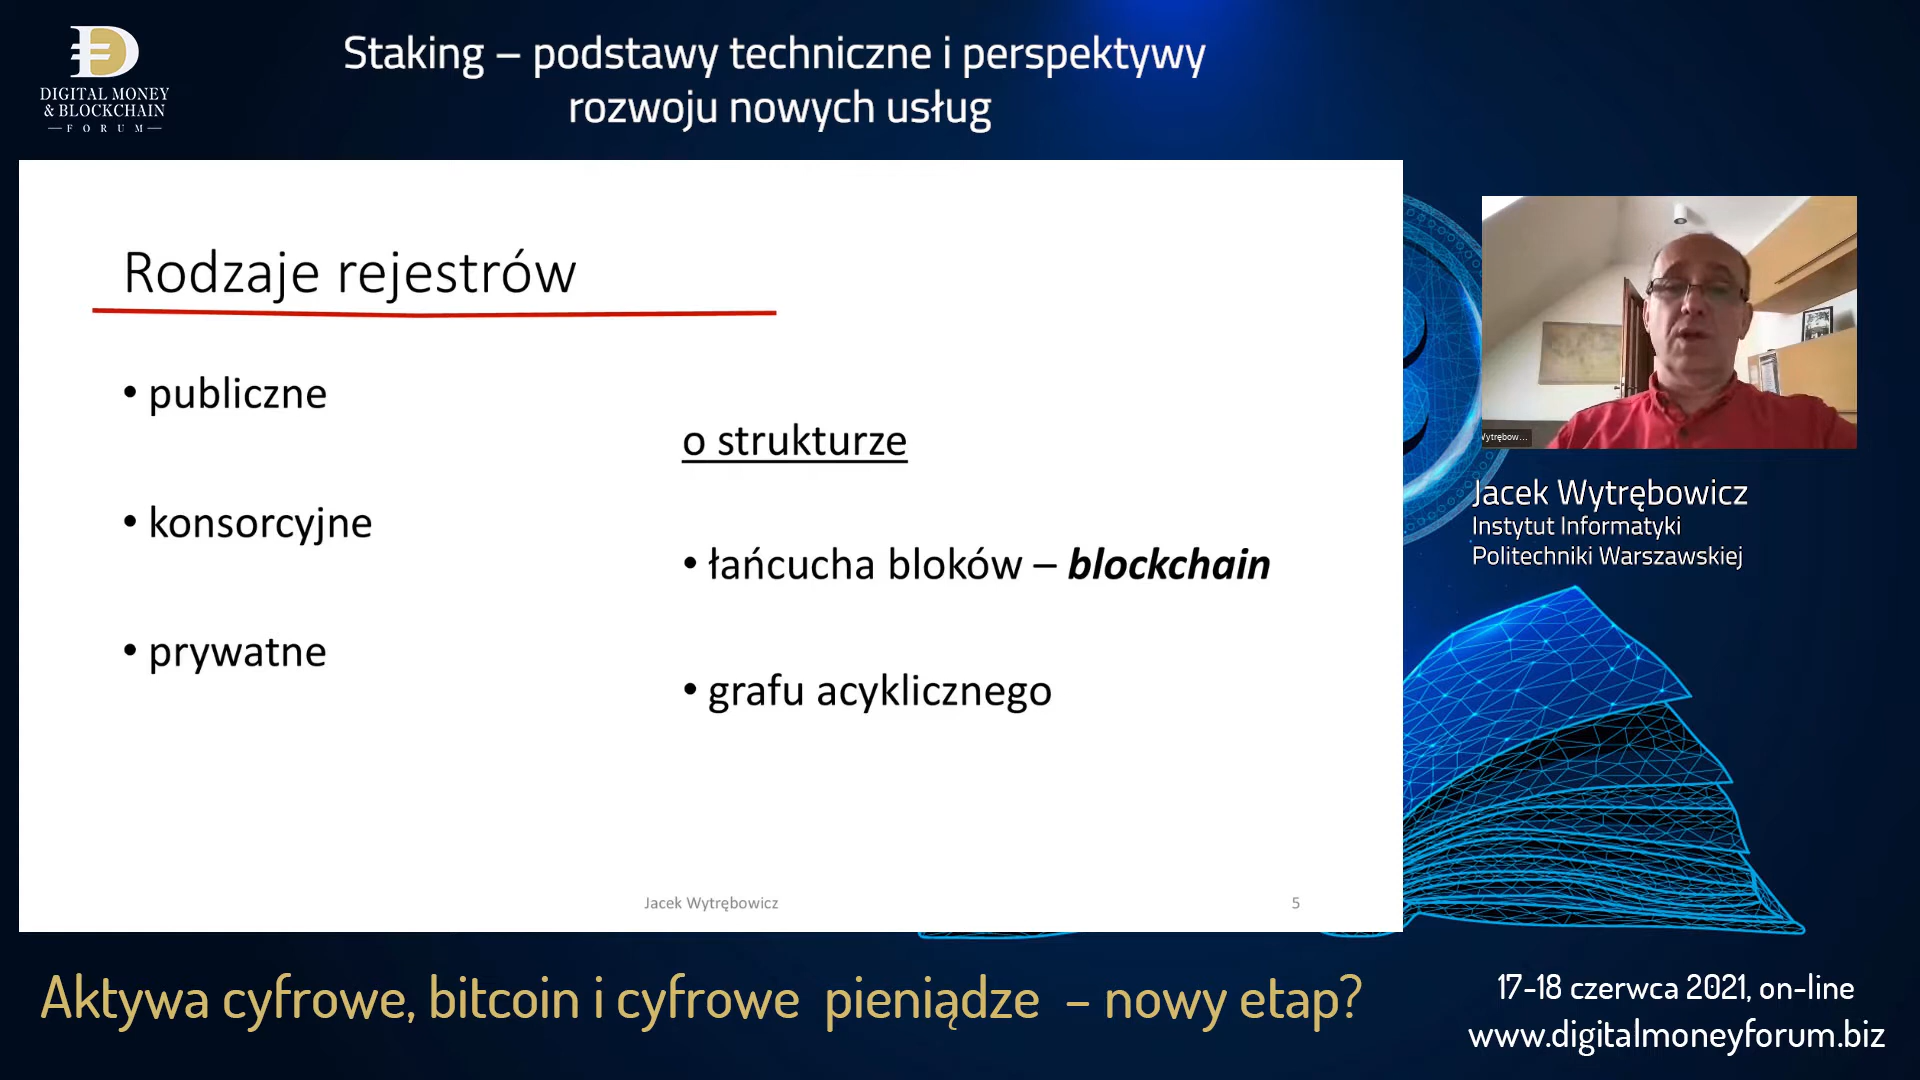 DIGITAL MONEY
& BLOCKCHAIN
— F O R U M —
Staking – podstawy techniczne i perspektywy
rozwoju nowych usług
Rodzaje rejestrów
• publiczne
• konsorcyjne
• prywatne
o strukturze
• łańcucha bloków – blockchain
• grafu acyklicznego
Jacek Wytrębowicz
5
Wytrębow...
Jacek Wytrębowicz
Instytut Informatyki
Politechniki Warszawskiej
Aktywa cyfrowe, bitcoin i cyfrowe pieniądze – nowy etap?
17-18 czerwca 2021, on-line
www.digitalmoneyforum.biz